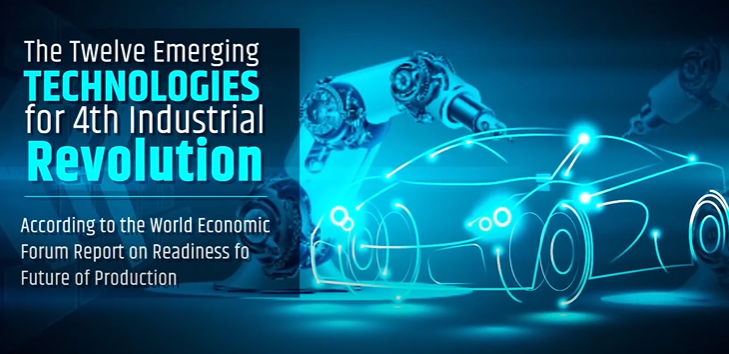 The Twelve Emerging
TECHNOLOGIES
for 4th Industrial
Revolution
According to the World Economic
Forum Report on Readiness fo
Future of Production